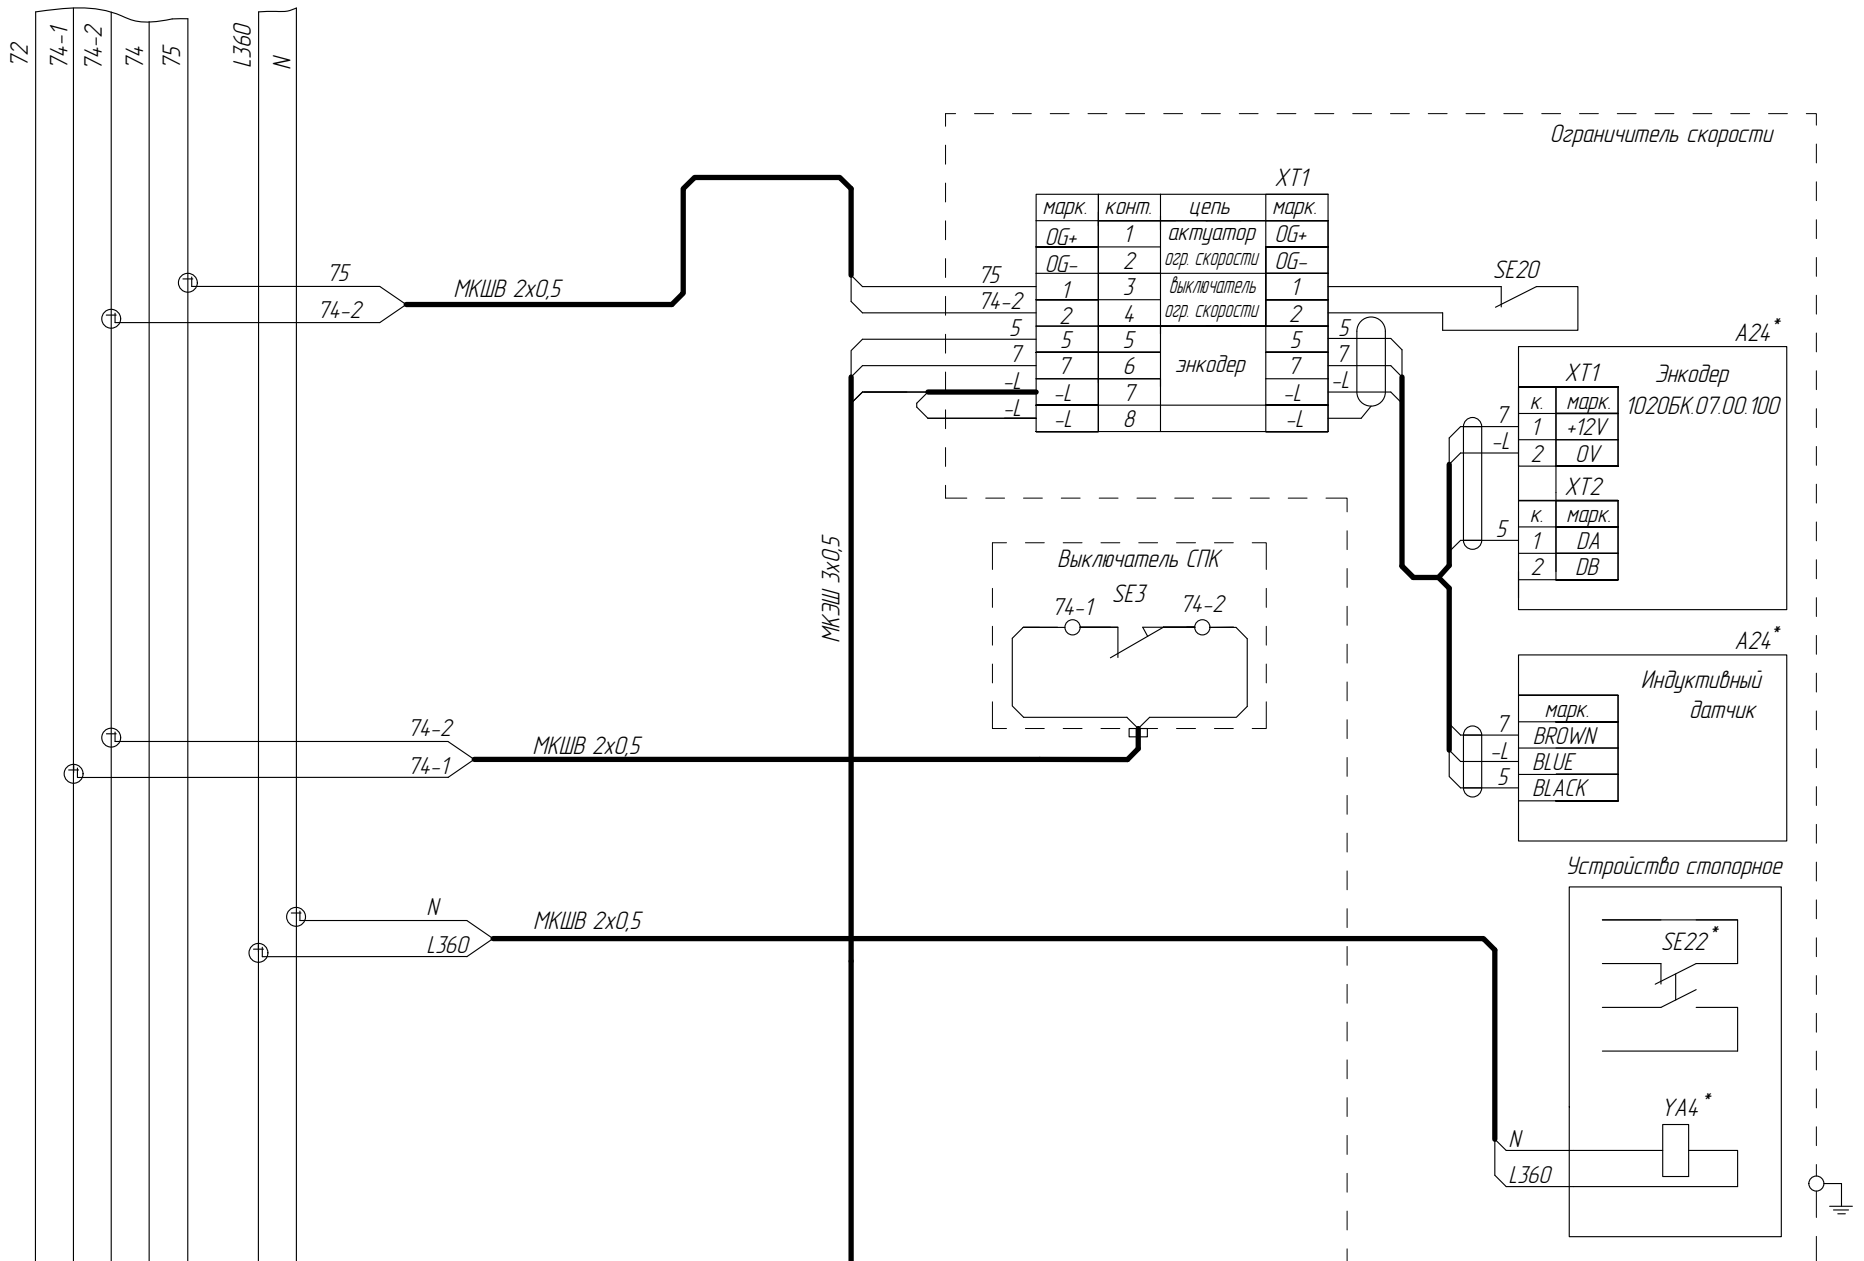 72
74-1
74-2
74
75
L360
N
Ограничитель скорости
XT1
марк. конт. цепь марк.
OG+ 1 актуатор OG+
OG- 2 огр. скорости OG-
75 1 3 выключатель 1
74-2 2 4 огр. скорости 2
5 5 5 энкодер 5 5
7 7 6 7 7
-L -L 7 -L -L
-L -L 8 -L
SE20
75
МКШВ 2х0,5
74-2
A24*
XT1 Энкодер
к. марк. 1020БК.07.00.100
7 1 +12V
-L 2 0V
XT2
к. марк.
5 1 DA
2 DB
МКЭШ 3х0,5
Выключатель СПК
SE3
74-1 74-2
A24*
Индуктивный
датчик
марк.
7 BROWN
-L BLUE
5 BLACK
74-2
МКШВ 2х0,5
74-1
Устройство стопорное
N
МКШВ 2х0,5
L360
SE22*
YA4*
N
L360